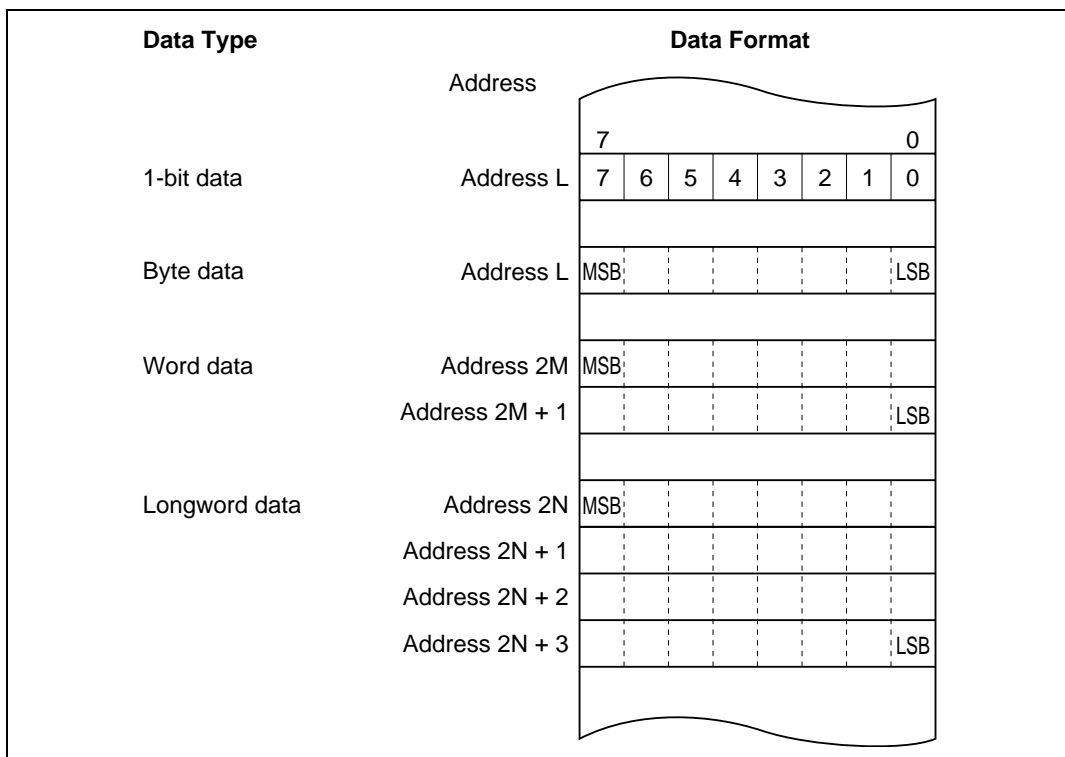 Data Type Data Format
Address
7 0
1-bit data Address L 7 6 5 4 3 2 1 0
Byte data Address L MSB LSB
Word data Address 2M MSB
Address 2M + 1 LSB
Longword data Address 2N MSB
Address 2N + 1
Address 2N + 2
Address 2N + 3 LSB